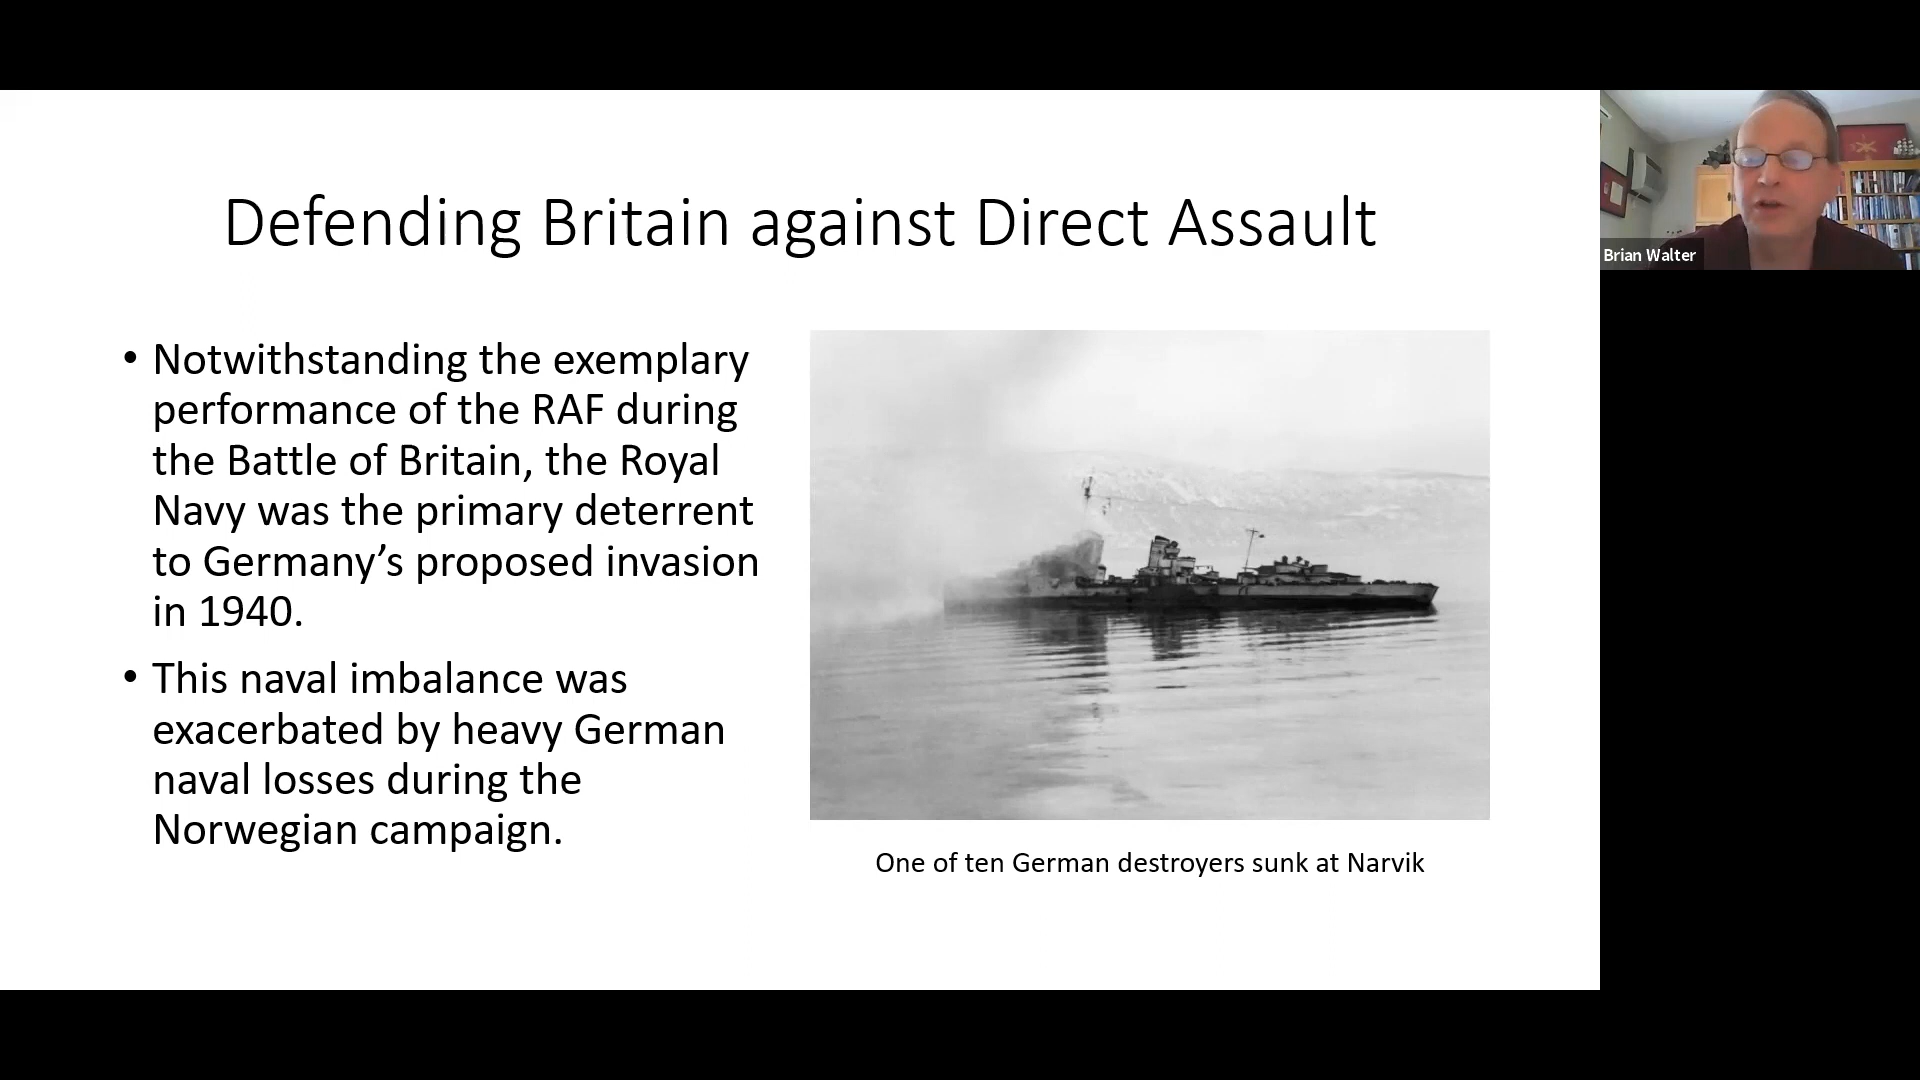 Defending Britain against Direct Assault
• Notwithstanding the exemplary
performance of the RAF during
the Battle of Britain, the Royal
Navy was the primary deterrent
to Germany’s proposed invasion
in 1940.
• This naval imbalance was
exacerbated by heavy German
naval losses during the
Norwegian campaign.
One of ten German destroyers sunk at Narvik
Brian Walter